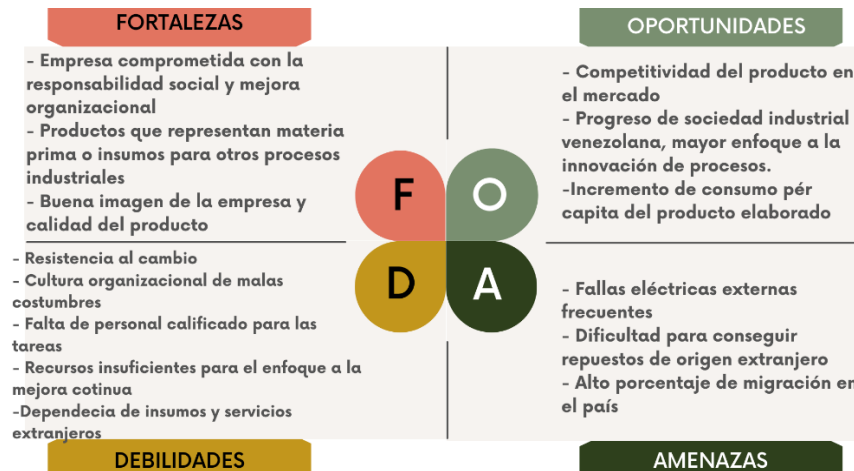 FORTALEZAS
- Empresa comprometida con la
responsabilidad social y mejora
organizacional
- Productos que representan materia
prima o insumos para otros procesos
industriales
- Buena imagen de la empresa y
calidad del producto
OPORTUNIDADES
- Competitividad del producto en
el mercado
- Progreso de sociedad industrial
venezolana, mayor enfoque a la
innovación de procesos.
-Incremento de consumo pér
capita del producto elaborado
F
O
D
A
- Resistencia al cambio
- Cultura organizacional de malas
costumbres
- Falta de personal calificado para las
tareas
- Recursos insuficientes para el enfoque a la
mejora cotinua
-Dependecia de insumos y servicios
extranjeros
DEBILIDADES
- Fallas eléctricas externas
frecuentes
- Dificultad para conseguir
repuestos de origen extranjero
- Alto porcentaje de migración en
el país
AMENAZAS